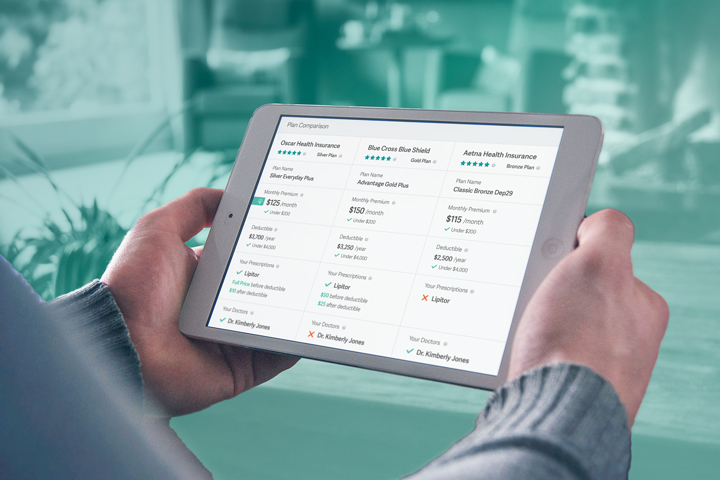 Plan Comparison
Oscar Health Insurance
Silver Plan
Plan Name
Silver Everyday Plus
Monthly Premium
$125 /month
Under $200
Deductible
$3,700 /year
Under $4,000
Your Prescriptions
Lipitor
Full Price before deductible
$10 after deductible
Your Doctors
Dr. Kimberly Jones
Blue Cross Blue Shield
Gold Plan
Plan Name
Advantage Gold Plus
Monthly Premium
$150 /month
Under $200
Deductible
$3,250 /year
Under $4,000
Your Prescriptions
Lipitor
$50 before deductible
$25 after deductible
Your Doctors
Dr. Kimberly Jones
Aetna Health Insurance
Bronze Plan
Plan Name
Classic Bronze Dep29
Monthly Premium
$115 /month
Under $200
Deductible
$2,500 /year
Under $4,000
Your Prescriptions
Lipitor
Your Doctors
Dr. Kimberly Jones